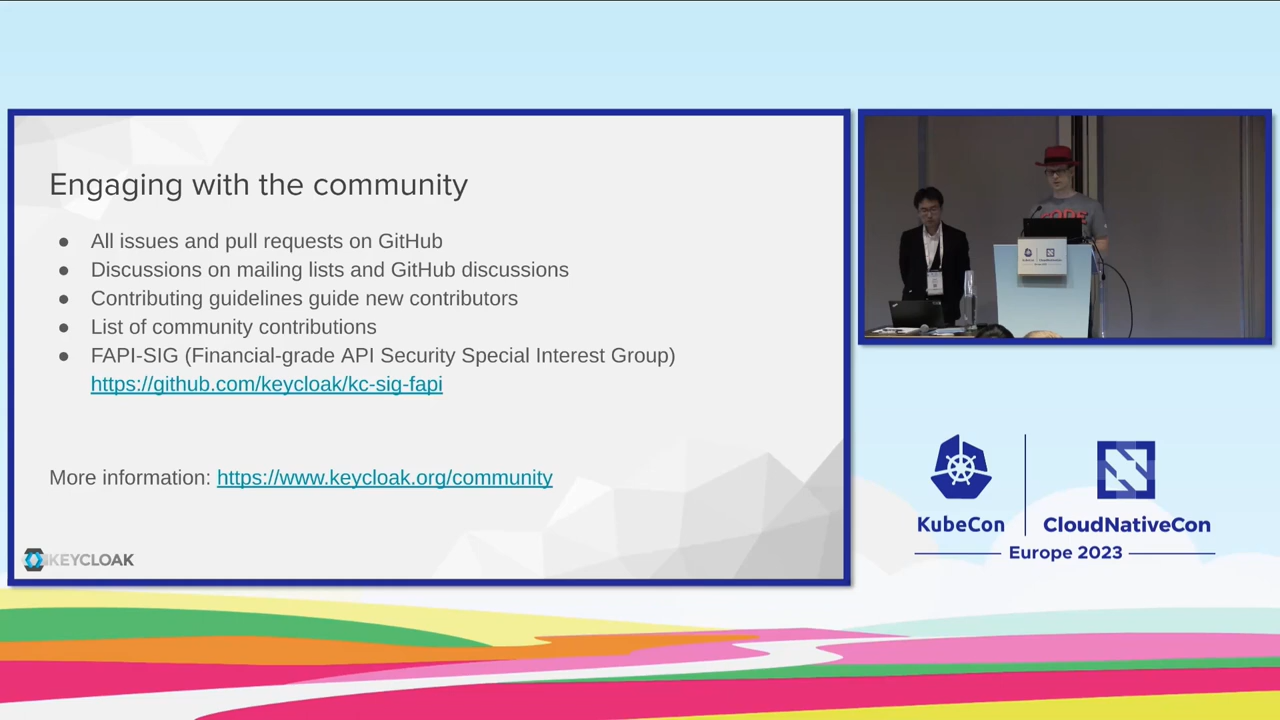 Engaging with the community
● All issues and pull requests on GitHub
● Discussions on mailing lists and GitHub discussions
● Contributing guidelines guide new contributors
● List of community contributions
● FAPI-SIG (Financial-grade API Security Special Interest Group)
https://github.com/keycloak/kc-sig-fapi
More information: https://www.keycloak.org/community
KEYCLOAK
CODE
KubeCon
CloudNativeCon
Europe 2023